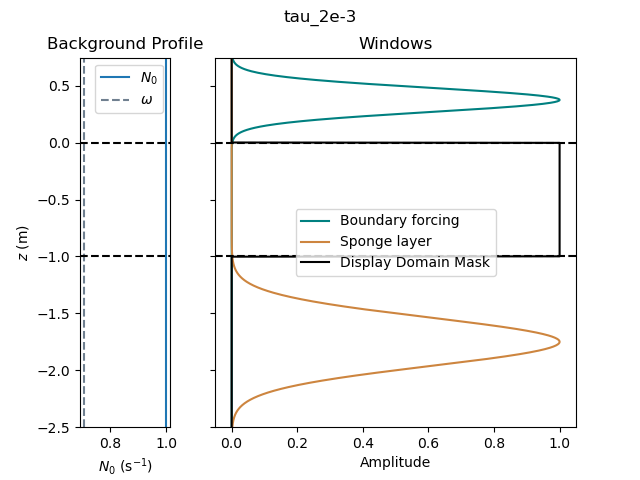 tau_2e-3
Background Profile
Windows
N₀
ω
0.5
0.0
−0.5
−1.0
−1.5
−2.0
−2.5
z (m)
Boundary forcing
Sponge layer
Display Domain Mask
0.8 1.0
0.0 0.2 0.4 0.6 0.8 1.0
N₀ (s⁻¹)
Amplitude